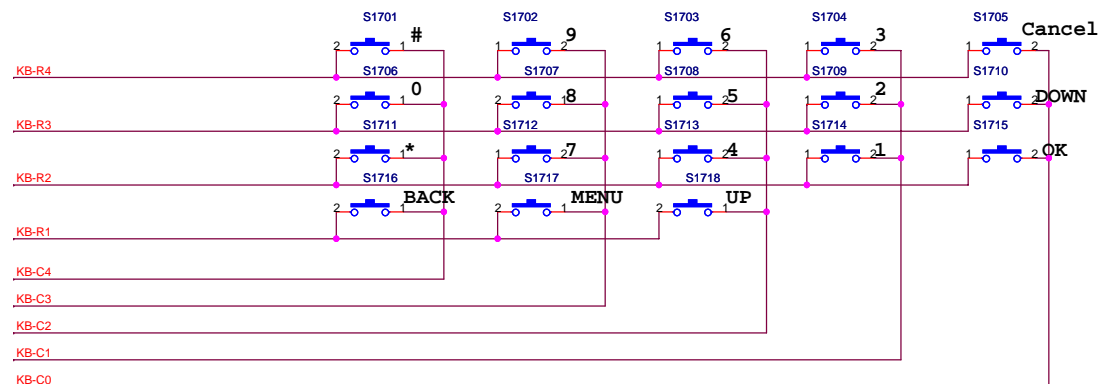 S1701 S1702 S1703 S1704 S1705
# 9 6 3 Cancel
2 1 1 2 1 2 1 2 1 2
KB-R4
S1706 S1707 S1708 S1709 S1710
0 8 5 2 DOWN
2 1 1 2 1 2 1 2 1 2
KB-R3
S1711 S1712 S1713 S1714 S1715
* 7 4 1 OK
2 1 1 2 1 2 1 2 1 2
KB-R2
S1716 S1717 S1718
BACK MENU UP
2 1 2 1 2 1
KB-R1
KB-C4
KB-C3
KB-C2
KB-C1
KB-C0